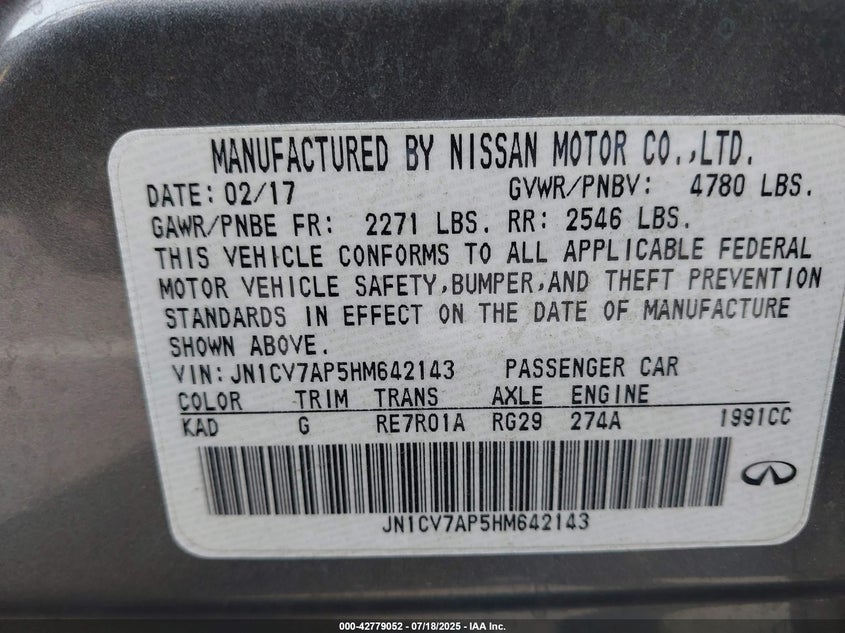 MANUFACTURED BY NISSAN MOTOR CO.,LTD.
DATE: 02/17 GVWR/PNBV: 4780 LBS.
GAWR/PNBE FR: 2271 LBS. RR: 2546 LBS.
THIS VEHICLE CONFORMS TO ALL APPLICABLE FEDERAL
MOTOR VEHICLE SAFETY,BUMPER,AND THEFT PREVENTION
STANDARDS IN EFFECT ON THE DATE OF MANUFACTURE
SHOWN ABOVE.
VIN:JN1CV7AP5HM642143 PASSENGER CAR
COLOR TRIM TRANS AXLE ENGINE
KAD G RE7R01A RG29 274A 1991CC
JN1CV7AP5HM642143
000-42779052 - 07/18/2025 - IAA Inc.